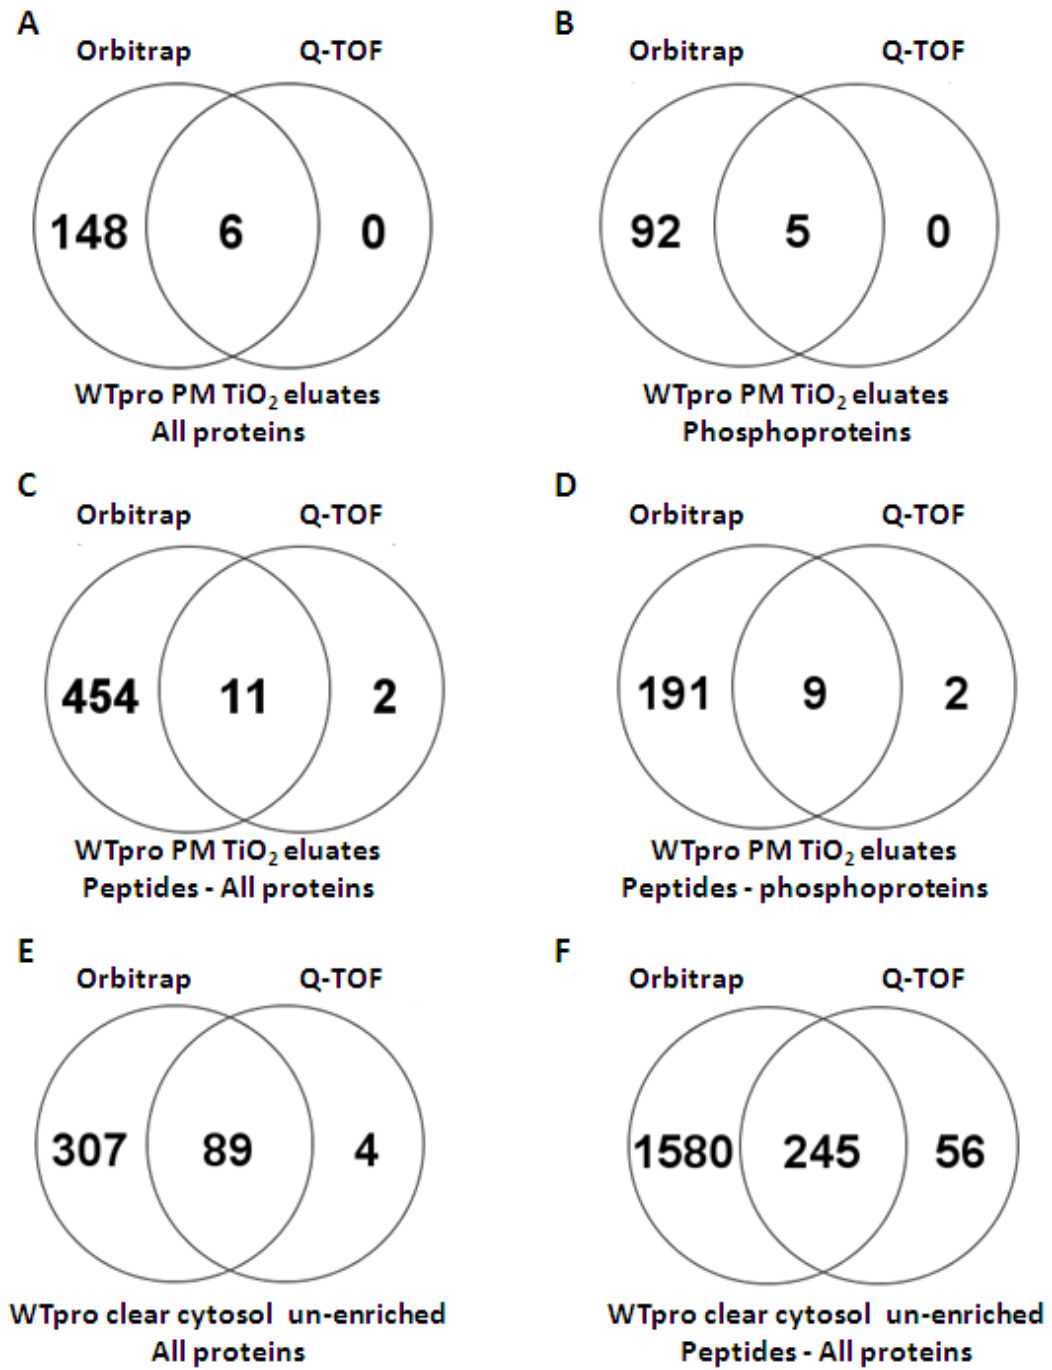 A
B
Orbitrap Q-TOF
Orbitrap Q-TOF
148 6 0
92 5 0
WTpro PM TiO2 eluates
All proteins
WTpro PM TiO2 eluates
Phosphoproteins
C
D
Orbitrap Q-TOF
Orbitrap Q-TOF
454 11 2
191 9 2
WTpro PM TiO2 eluates
Peptides - All proteins
WTpro PM TiO2 eluates
Peptides - phosphoproteins
E
F
Orbitrap Q-TOF
Orbitrap Q-TOF
307 89 4
1580 245 56
WTpro clear cytosol un-enriched
All proteins
WTpro clear cytosol un-enriched
Peptides - All proteins